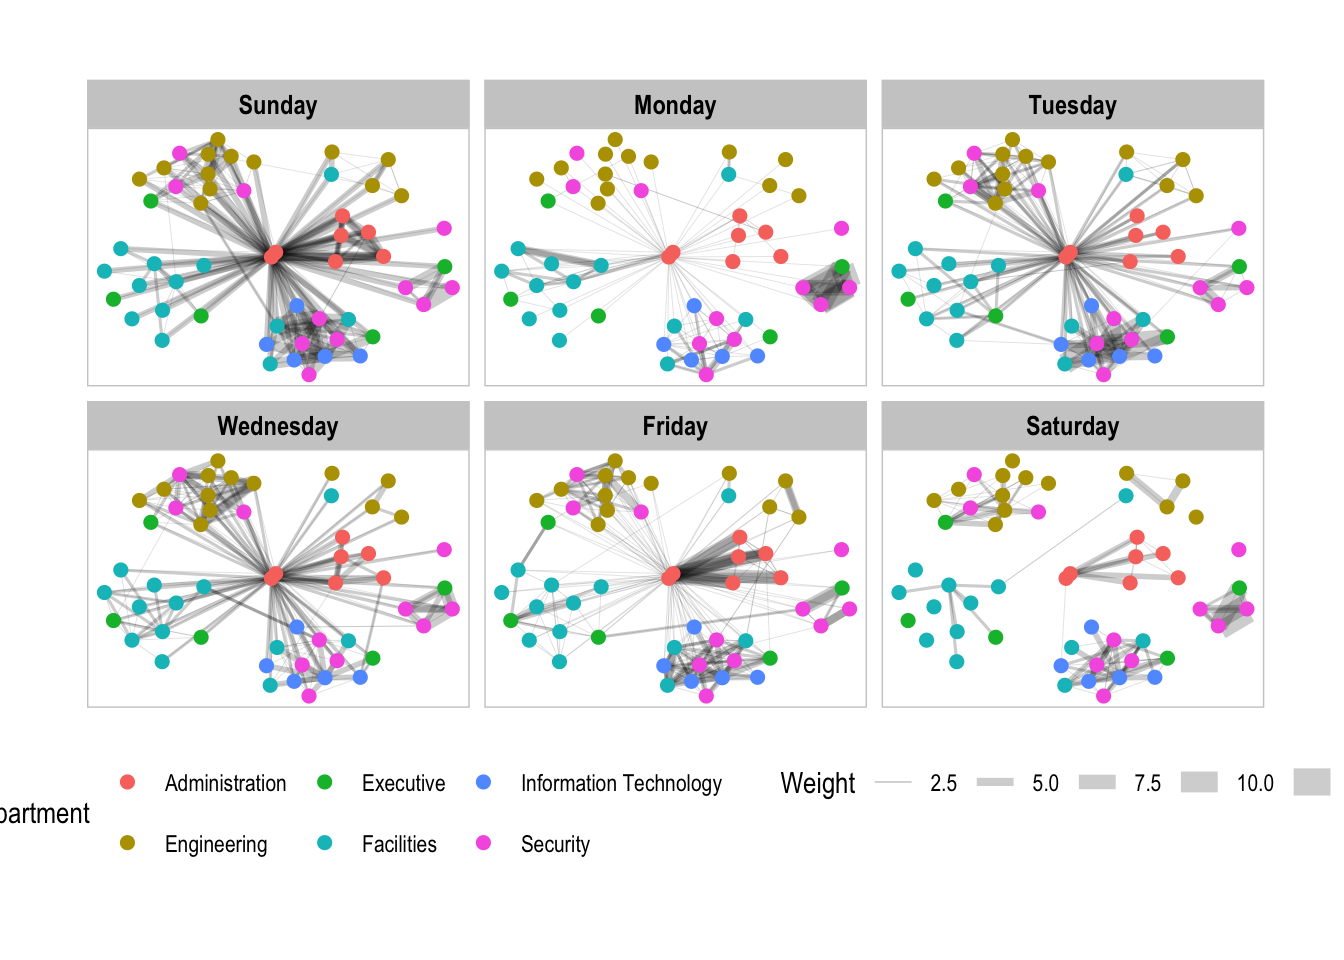 Sunday
Monday
Tuesday
Wednesday
Friday
Saturday
Administration
Executive
Information Technology
Weight
2.5
5.0
7.5
10.0
partment
Engineering
Facilities
Security